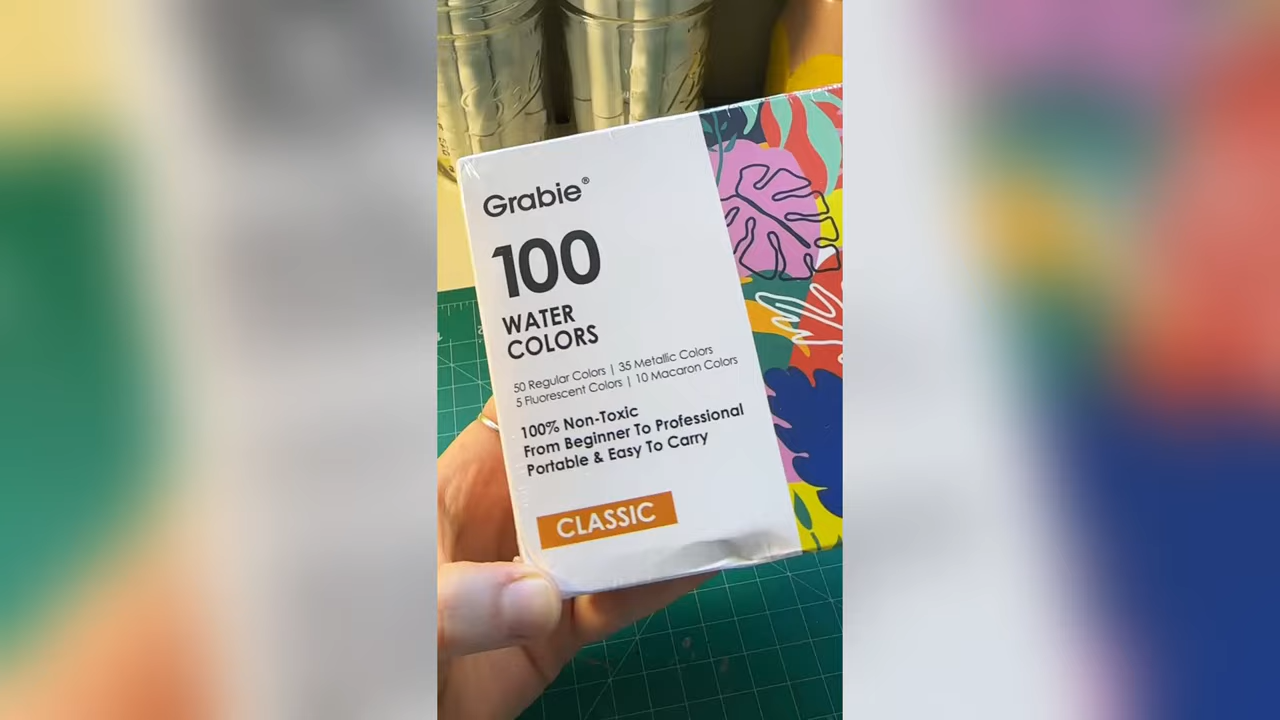 Grabie®
100
WATER
COLORS
50 Regular Colors | 35 Metallic Colors
5 Fluorescent Colors | 10 Macaron Colors
100% Non-Toxic
From Beginner To Professional
Portable & Easy To Carry
CLASSIC